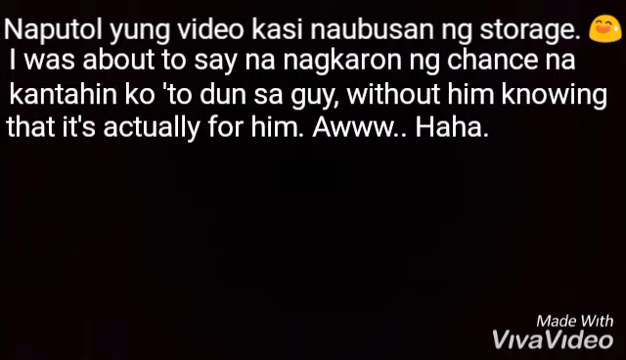 Naputol yung video kasi naubusan ng storage. 😅
I was about to say na nagkaron ng chance na
kantahin ko 'to dun sa guy, without him knowing
that it's actually for him. Awww.. Haha.
Made With
VivaVideo